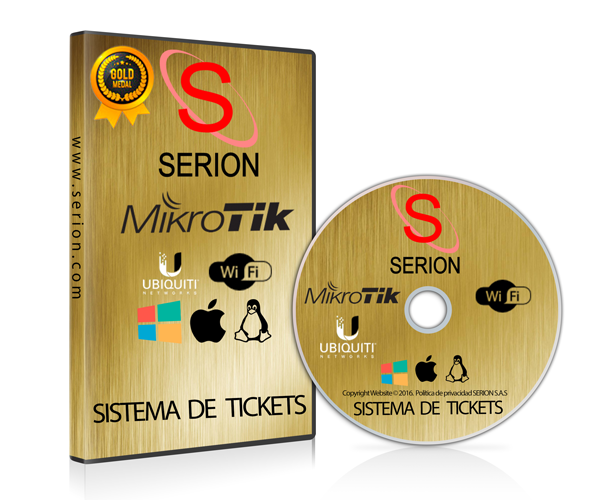 GOLD
MEDAL
www.serion.com
S
SERION
MikroTik
U
UBIQUITI
NETWORKS
Wi Fi
SISTEMA DE TICKETS
S
SERION
MikroTik
Wi Fi
U
UBIQUITI
NETWORKS
Copyright Website © 2016. Política de privacidad SERION S.A.S
SISTEMA DE TICKETS